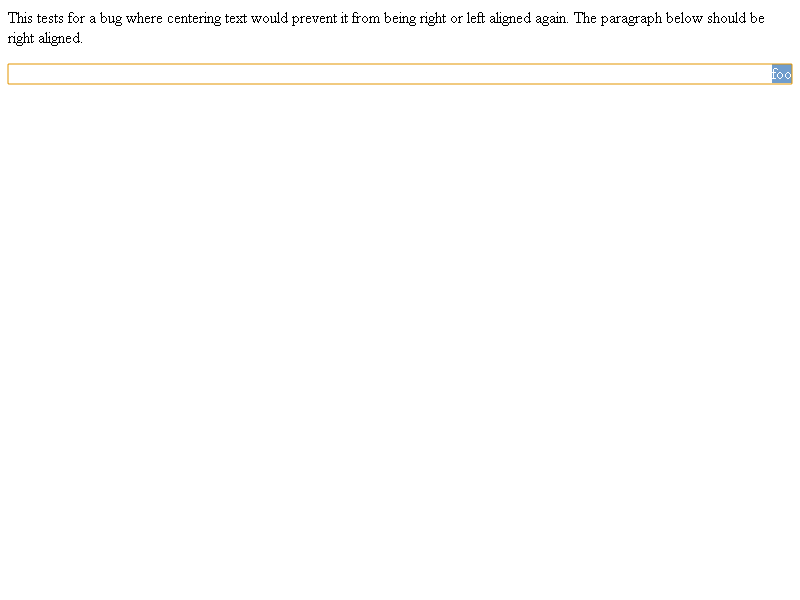 This tests for a bug where centering text would prevent it from being right or left aligned again. The paragraph below should be
right aligned.
foo